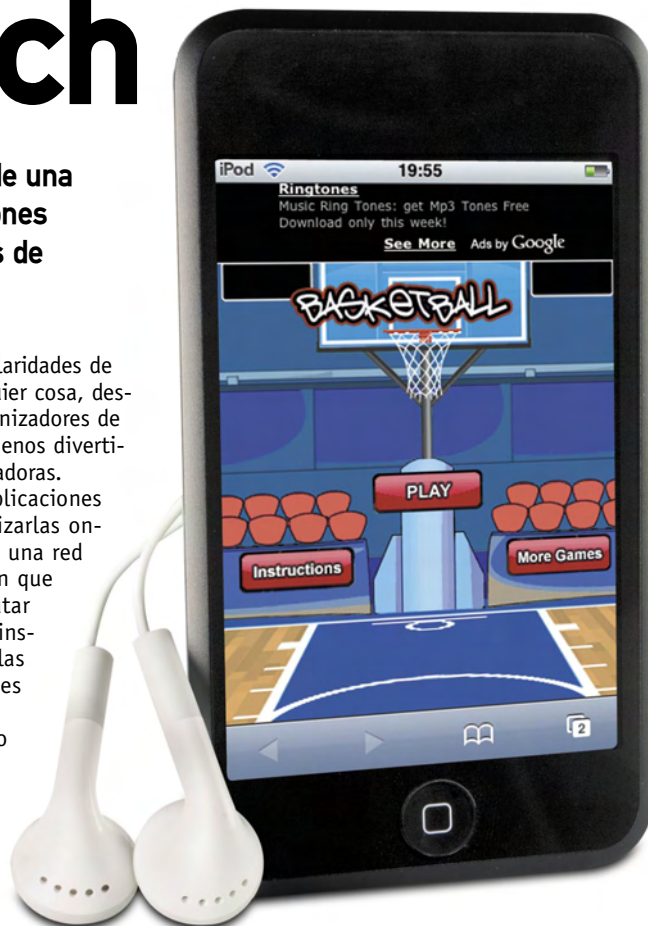 ch
de una
ones
s de
laridades de
uier cosa, des-
nizadores de
enos diverti-
adoras.
plicaciones
izarlas on-
una red
n que
tar
ins-
las
es
o
iPod 19:55
Ringtones
Music Ring Tones: get Mp3 Tones Free
Download only this week!
See More Ads by Google
BASKETBALL
PLAY
Instructions
More Games
2